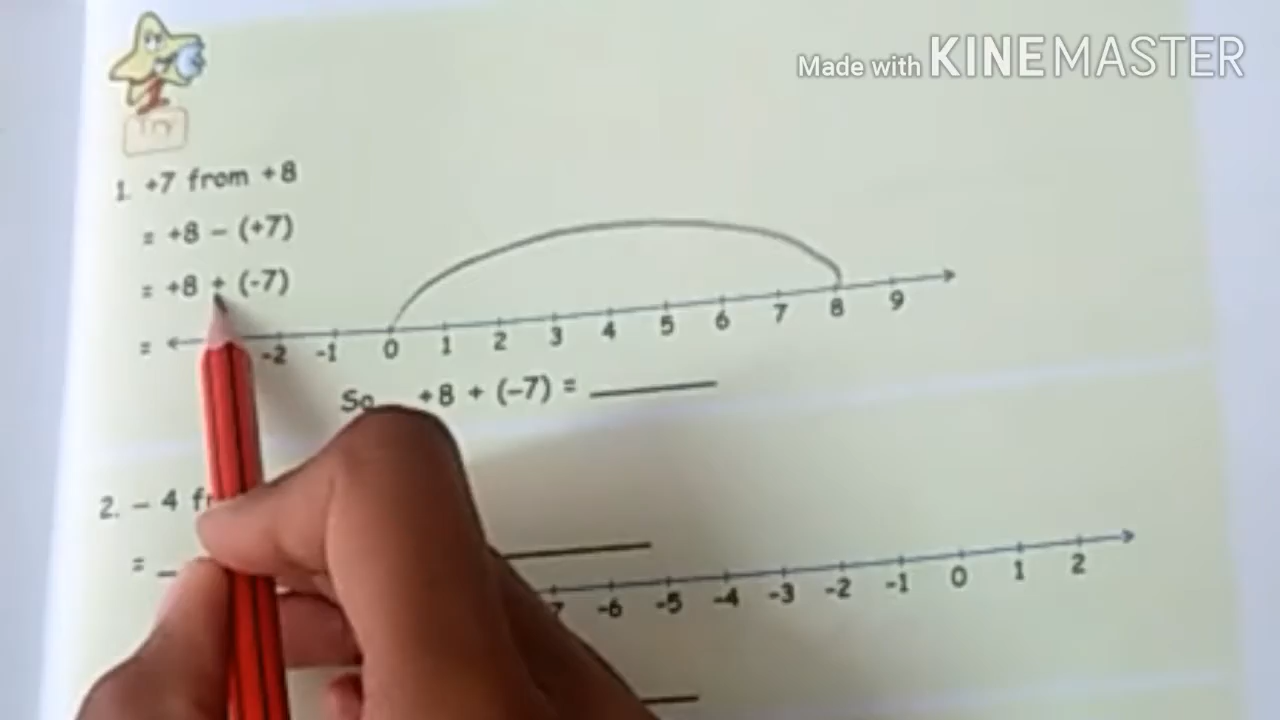 Made with KINEMASTER
1. +7 from +8
= +8 - (+7)
= +8 + (-7)
=
-2 -1 0 1 2 3 4 5 6 7 8 9
So +8 + (-7) = ______
2. - 4
= _
-6 -5 -4 -3 -2 -1 0 1 2